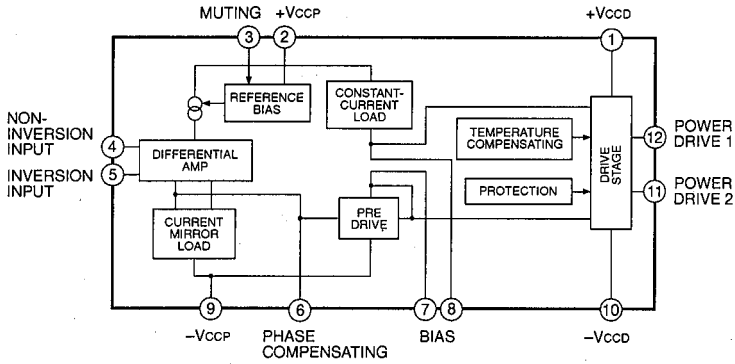 MUTING +VCCP
+VCCD
3 2
1
REFERENCE
BIAS
CONSTANT-
CURRENT
LOAD
NON-
INVERSION
INPUT
4
INVERSION
INPUT
5
DIFFERENTIAL
AMP
TEMPERATURE
COMPENSATING
DRIVE
STAGE
12
POWER
DRIVE 1
PROTECTION
11
POWER
DRIVE 2
CURRENT
MIRROR
LOAD
PRE
DRIVE
9 6 7 8 10
-VCCP
PHASE
COMPENSATING
BIAS
-VCCD